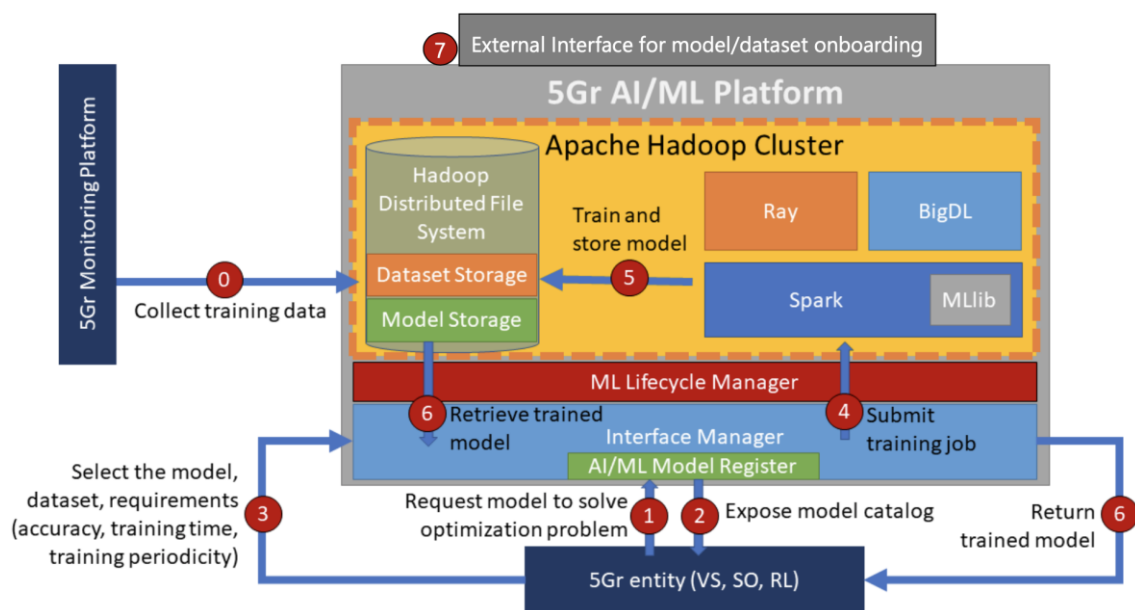 7
External Interface for model/dataset onboarding
5Gr AI/ML Platform
5Gr Monitoring Platform
Apache Hadoop Cluster
Hadoop
Distributed File
System
Dataset Storage
Model Storage
Train and
store model
5
Ray
BigDL
Spark
MLlib
0
Collect training data
ML Lifecycle Manager
6
Retrieve trained
model
4
Submit
training job
Interface Manager
AI/ML Model Register
Select the model,
dataset, requirements
(accuracy, training time,
training periodicity)
3
Request model to solve
optimization problem
1
2
Expose model catalog
Return
trained model
6
5Gr entity (VS, SO, RL)